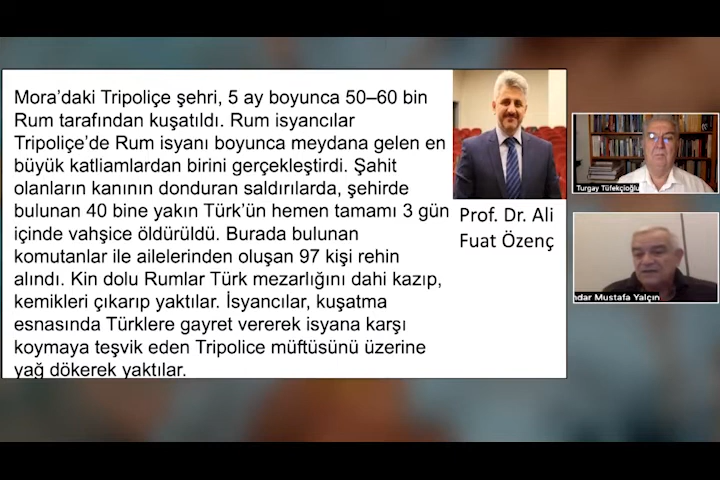 Mora’daki Tripoliçe şehri, 5 ay boyunca 50–60 bin
Rum tarafından kuşatıldı. Rum isyancılar
Tripoliçe’de Rum isyanı boyunca meydana gelen en
büyük katliamlardan birini gerçekleştirdi. Şahit
olanların kanının donduran saldırılarda, şehirde
bulunan 40 bine yakın Türk’ün hemen tamamı 3 gün
içinde vahşice öldürüldü. Burada bulunan
komutanlar ile ailelerinden oluşan 97 kişi rehin
alındı. Kin dolu Rumlar Türk mezarlığını dahi kazıp,
kemikleri çıkarıp yaktılar. İsyancılar, kuşatma
esnasında Türklere gayret vererek isyana karşı
koymaya teşvik eden Tripolice müftüsünü üzerine
yağ dökerek yaktılar.
Prof. Dr. Ali
Fuat Özenç
Turgay Tüfekçioğlu
ndar Mustafa Yalçın